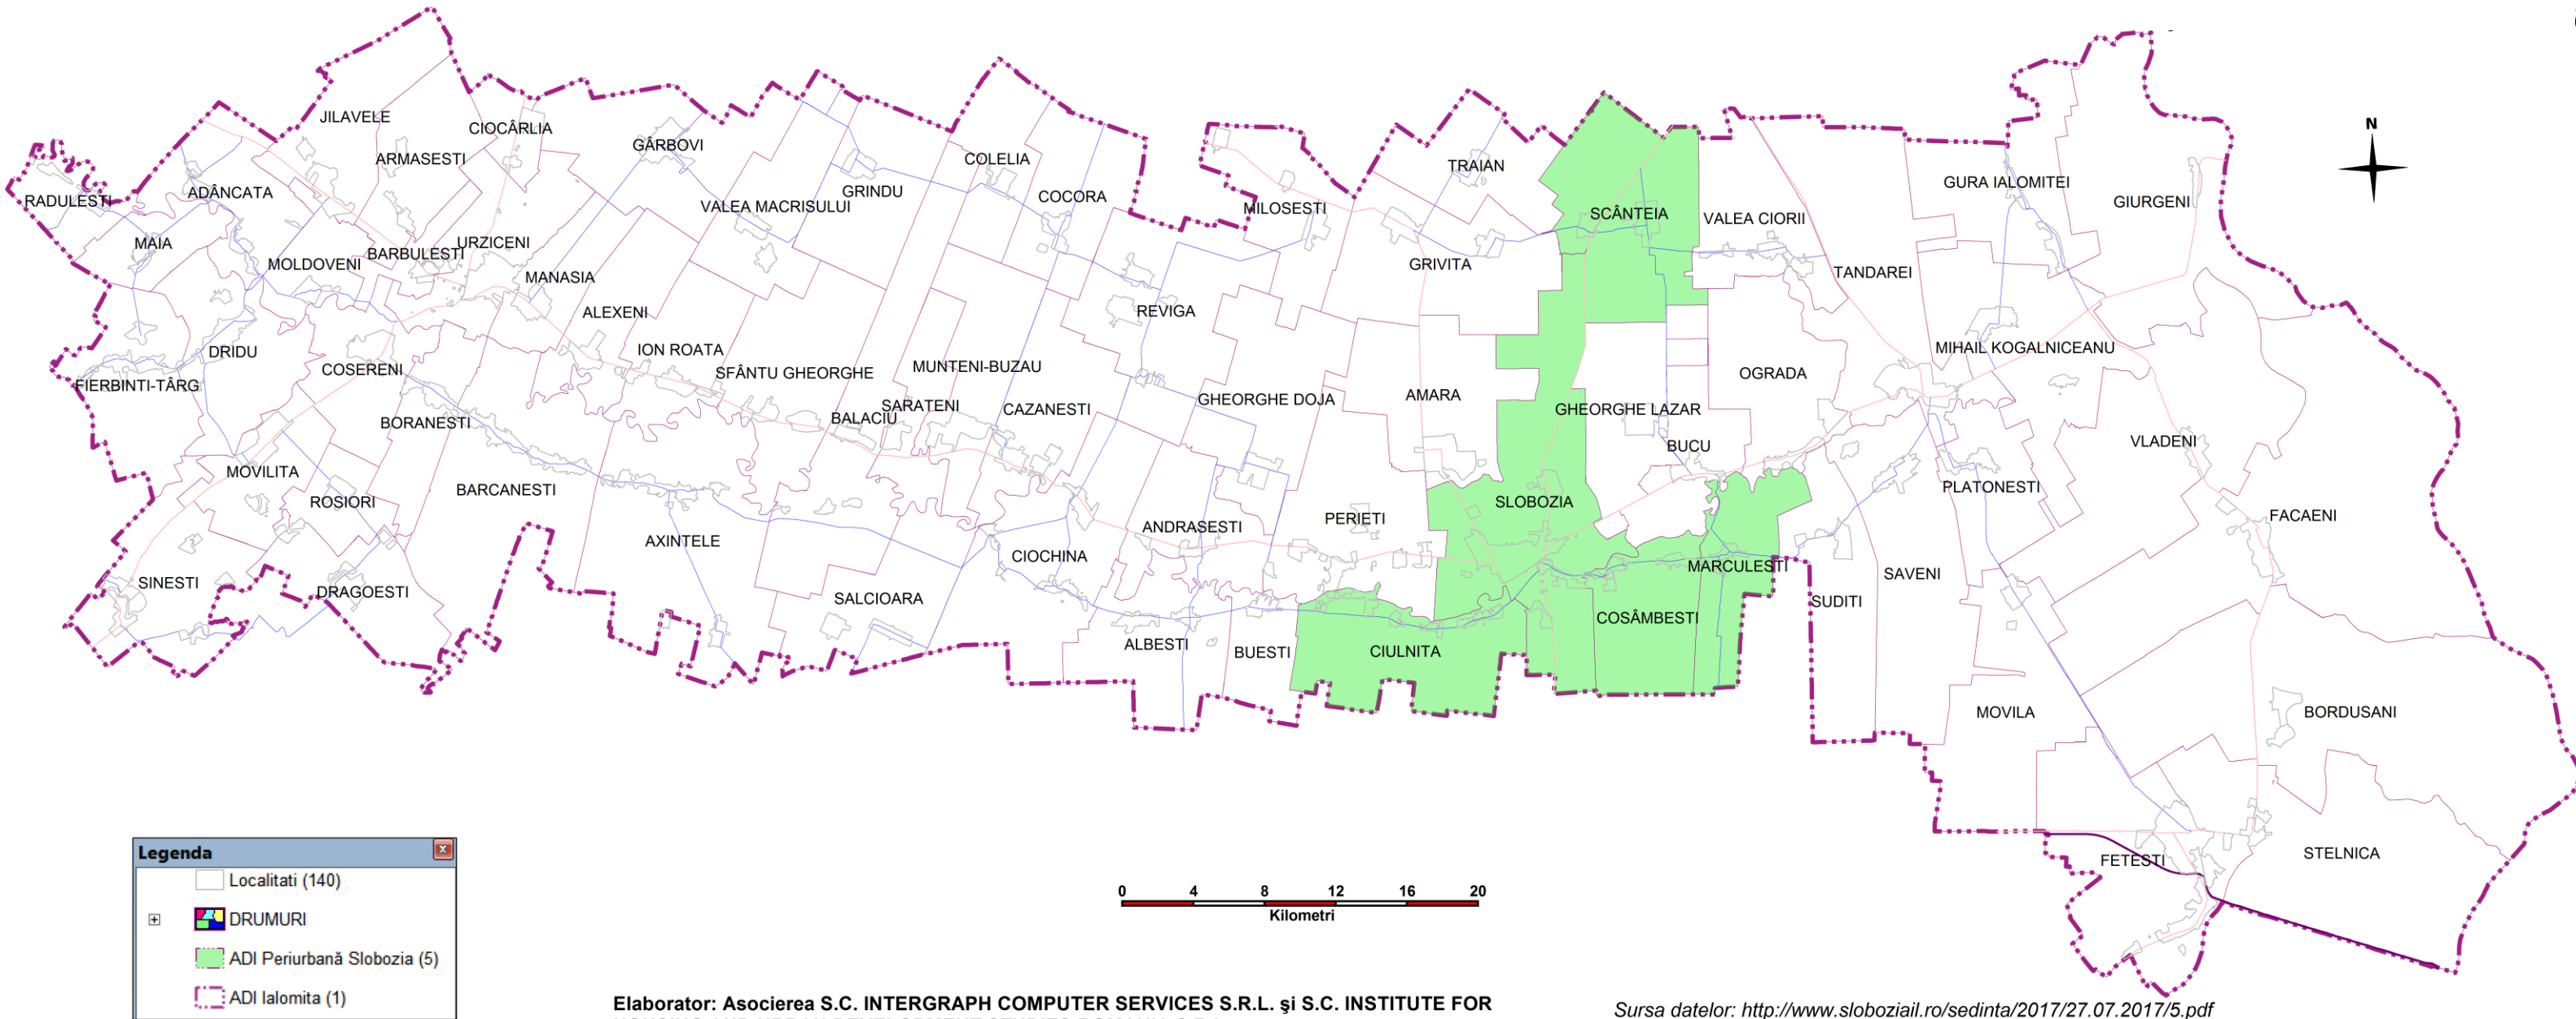 N
JILAVELE
CIOCÂRLIA
GÂRBOVI
ARMASESTI
COLELIA
TRAIAN
RADULESTI
ADÂNCATA
GRINDU
COCORA
VALEA MACRISULUI
MILOSESTI
SCÂNTEIA
VALEA CIORII
GURA IALOMITEI
GIURGENI
MAIA
BARBULESTI
URZICENI
MOLDOVENI
MANASIA
GRIVITA
TANDAREI
ALEXENI
REVIGA
DRIDU
ION ROATA
MIHAIL KOGALNICEANU
COSERENI
SFÂNTU GHEORGHE
MUNTENI-BUZAU
OGRADA
FIERBINTI-TÂRG
SARATENI
CAZANESTI
GHEORGHE DOJA
AMARA
GHEORGHE LAZAR
BORANESTI
BALACIU
BUCU
VLADENI
MOVILITA
ROSIORI
BARCANESTI
SLOBOZIA
PLATONESTI
PERIETI
ANDRASESTI
FACAENI
AXINTELE
CIOCHINA
MARCULESTI
SINESTI
DRAGOESTI
SALCIOARA
SAVENI
SUDITI
COSÂMBESTI
ALBESTI
BUESTI
CIULNITA
MOVILA
BORDUSANI
STELNICA
FETESTI
Legenda
Localitati (140)
DRUMURI
ADI Periurbană Slobozia (5)
ADI Ialomita (1)
0 4 8 12 16 20
Kilometri
Elaborator: Asocierea S.C. INTERGRAPH COMPUTER SERVICES S.R.L. şi S.C. INSTITUTE FOR
Sursa datelor: http://www.sloboziail.ro/sedinta/2017/27.07.2017/5.pdf